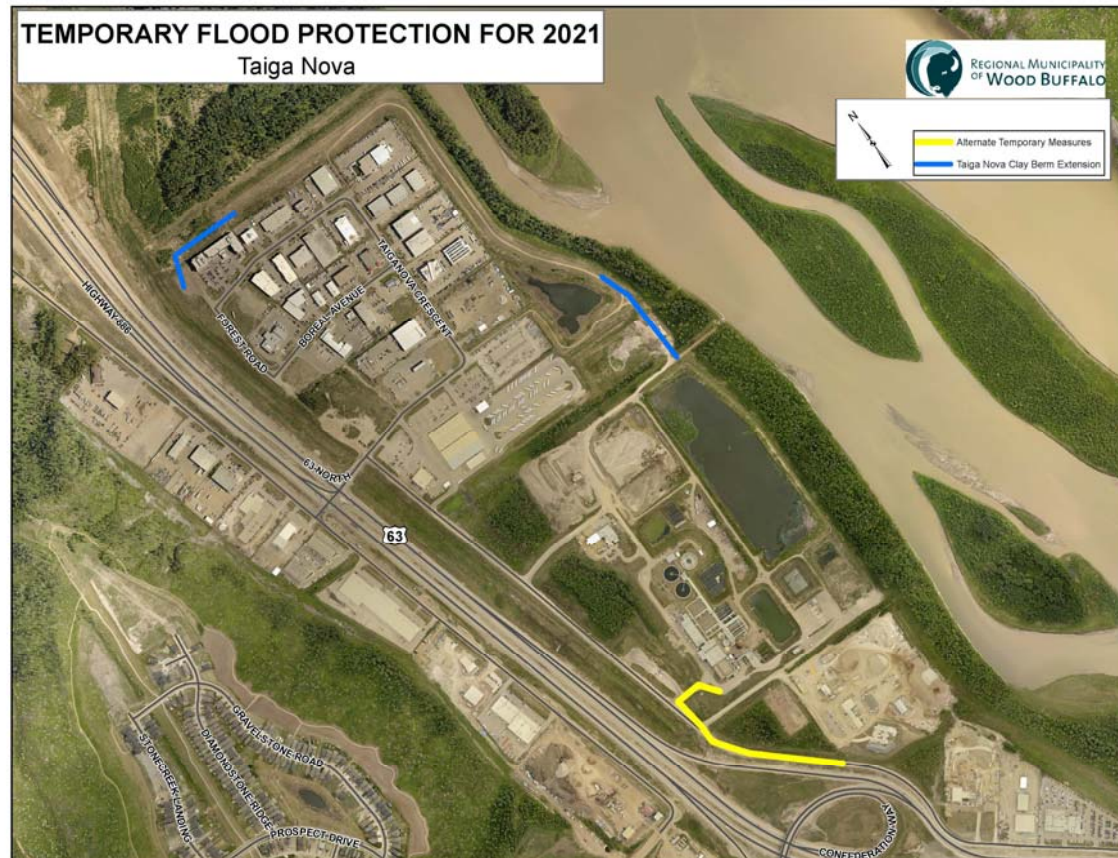 TEMPORARY FLOOD PROTECTION FOR 2021
Taiga Nova
REGIONAL MUNICIPALITY
OF WOOD BUFFALO
N
Alternate Temporary Measures
Taiga Nova Clay Berm Extension
HIGHWAY 686
FOREST ROAD
BOREAL AVENUE
TAIGANOVA CRESCENT
63 NORTH
63
GRAVELSTONE ROAD
DIAMONDSTONE RIDGE
STONECREEK LANDING
PROSPECT DRIVE
CONFEDERATION WAY